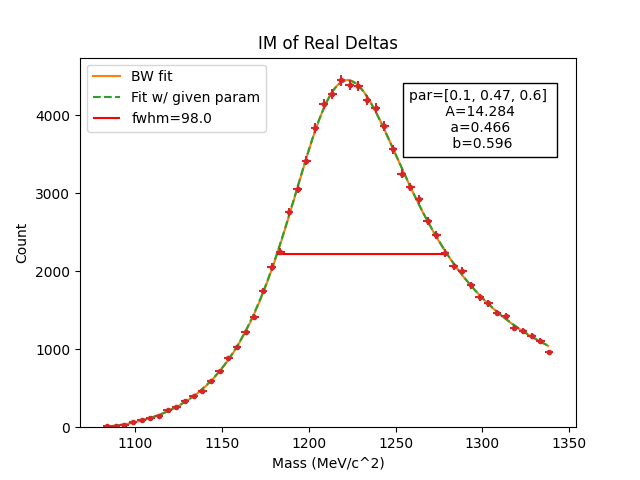 IM of Real Deltas
BW fit
Fit w/ given param
fwhm=98.0
par=[0.1, 0.47, 0.6]
A=14.284
a=0.466
b=0.596
Count
4000
3000
2000
1000
0
1100 1150 1200 1250 1300 1350
Mass (MeV/c^2)